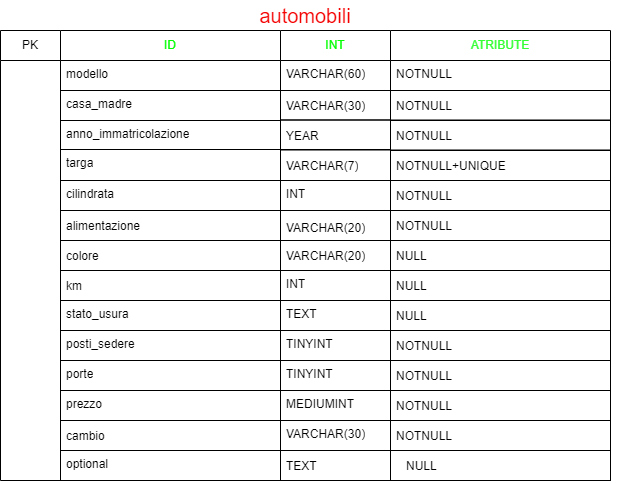 automobili
PK ID INT ATRIBUTE
modello VARCHAR(60) NOTNULL
casa_madre VARCHAR(30) NOTNULL
anno_immatricolazione YEAR NOTNULL
targa VARCHAR(7) NOTNULL+UNIQUE
cilindrata INT NOTNULL
alimentazione VARCHAR(20) NOTNULL
colore VARCHAR(20) NULL
km INT NULL
stato_usura TEXT NULL
posti_sedere TINYINT NOTNULL
porte TINYINT NOTNULL
prezzo MEDIUMINT NOTNULL
cambio VARCHAR(30) NOTNULL
optional TEXT NULL